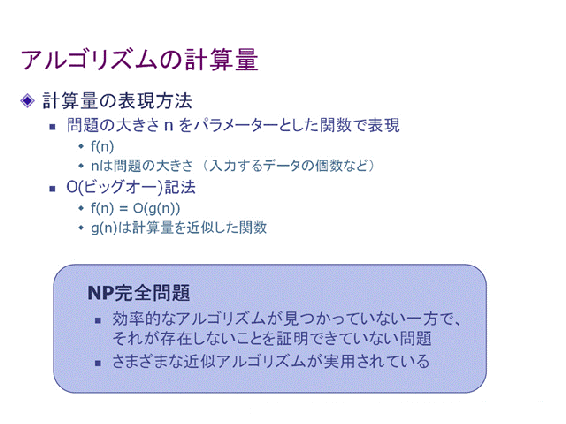 アルゴリズムの計算量
計算量の表現方法
問題の大きさ n をパラメーターとした関数で表現
f(n)
nは問題の大きさ（入力するデータの個数など）
O(ビッグオー)記法
f(n) = O(g(n))
g(n)は計算量を近似した関数
NP完全問題
効率的なアルゴリズムが見つかっていない一方で、
それが存在しないことを証明できていない問題
さまざまな近似アルゴリズムが実用されている